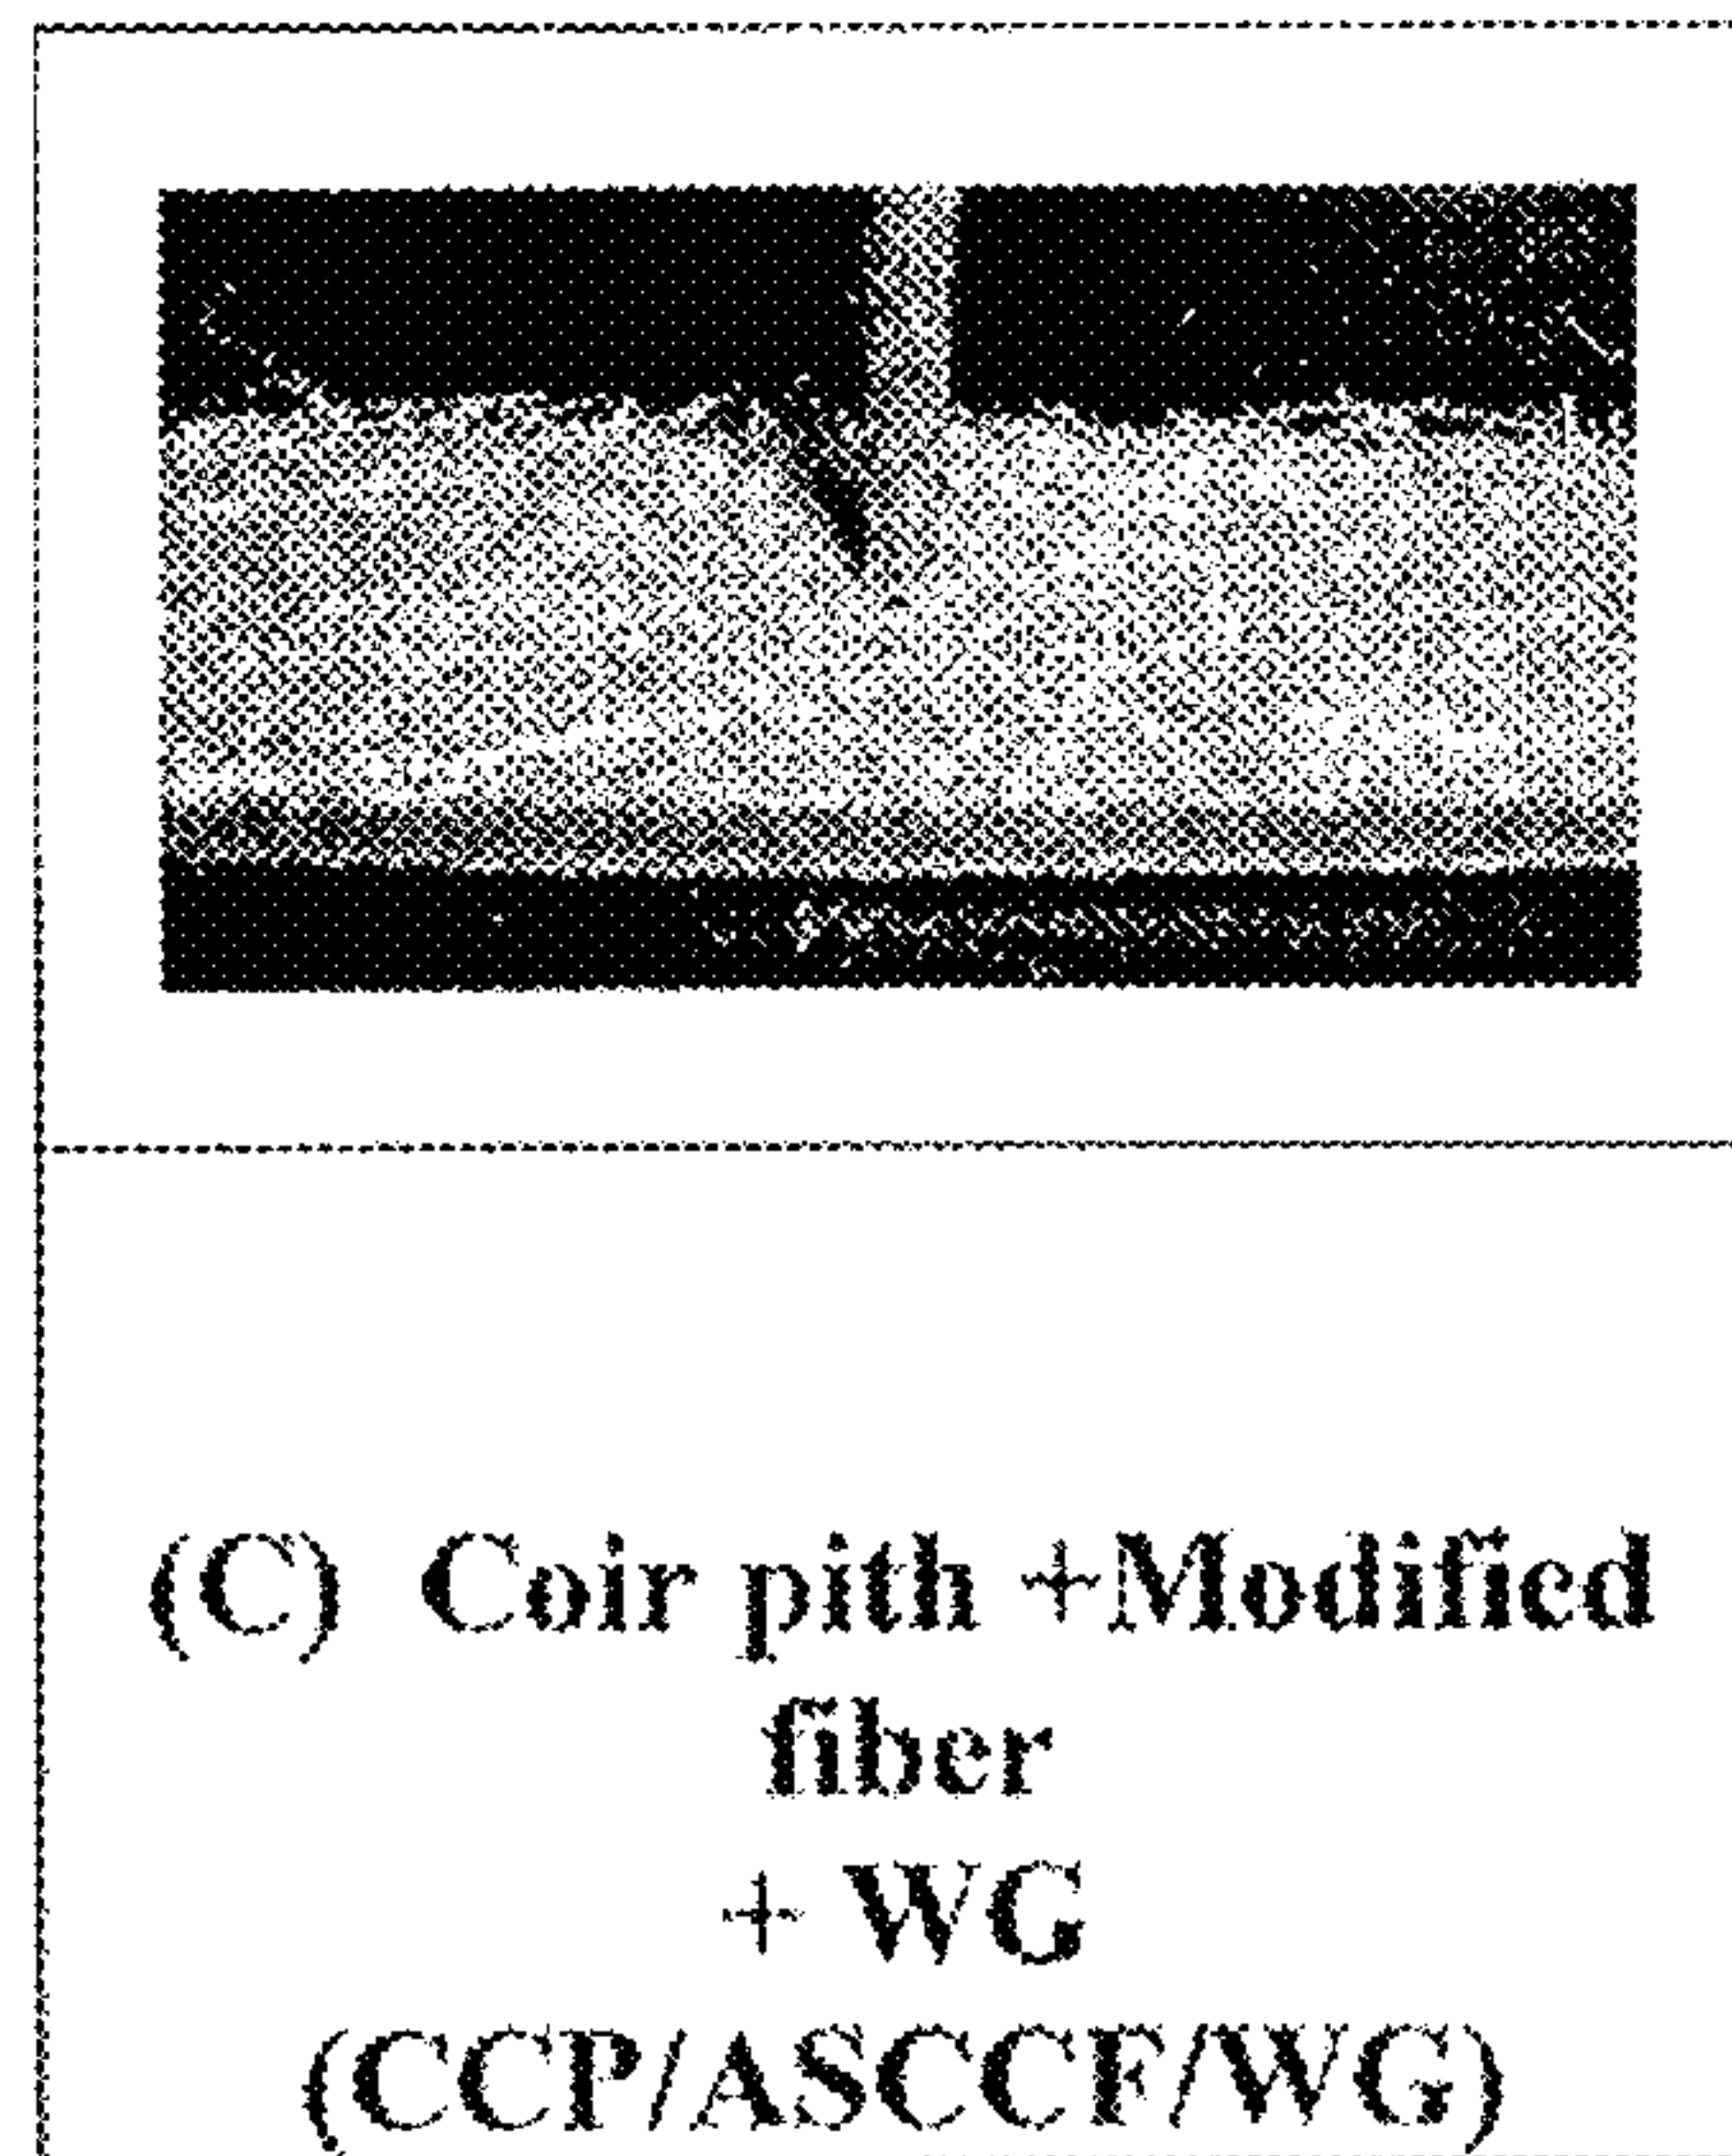 (C) Coir pith +Modified
fiber
+ WG
(CCP/ASCCF/WG)